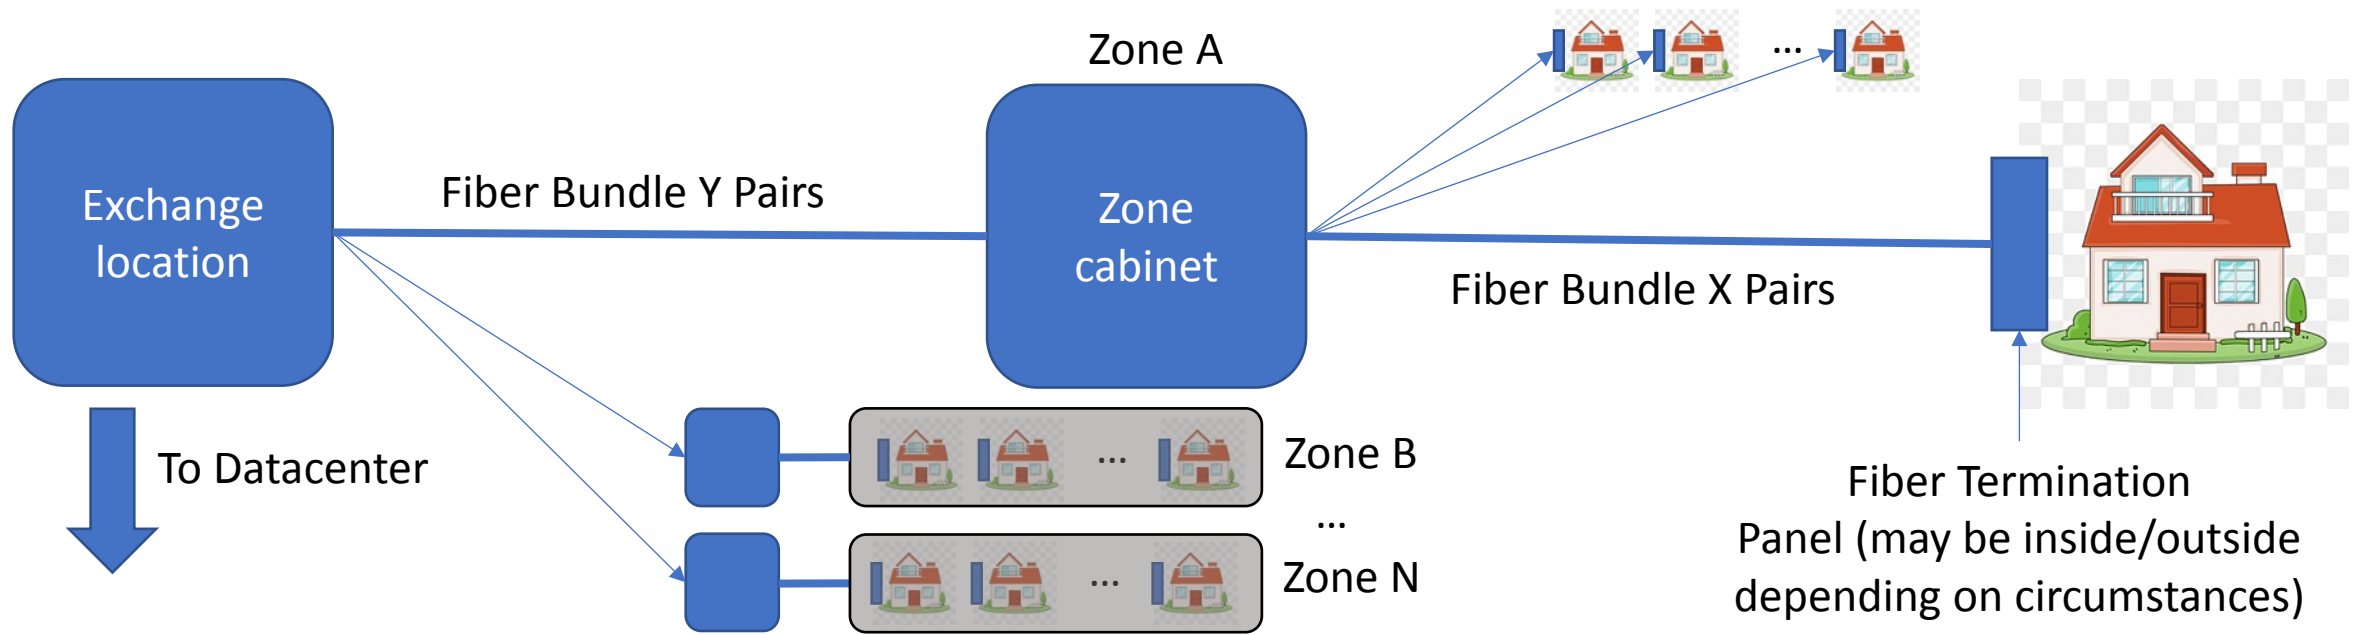 Zone A
...
Exchange
location
Fiber Bundle Y Pairs
Zone
cabinet
Fiber Bundle X Pairs
To Datacenter
...
Zone B
...
...
Zone N
Fiber Termination
Panel (may be inside/outside
depending on circumstances)